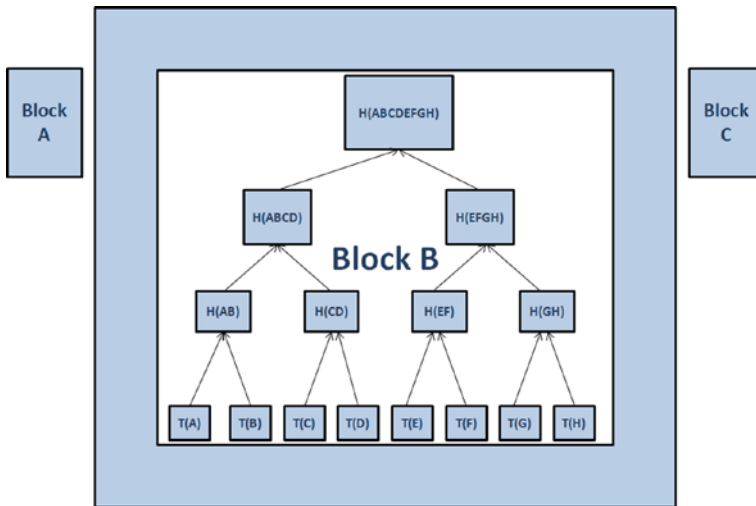 H(ABCDEFGH)
Block
A
Block
C
H(ABCD)
H(EFGH)
Block B
H(AB)
H(CD)
H(EF)
H(GH)
T(A)
T(B)
T(C)
T(D)
T(E)
T(F)
T(G)
T(H)